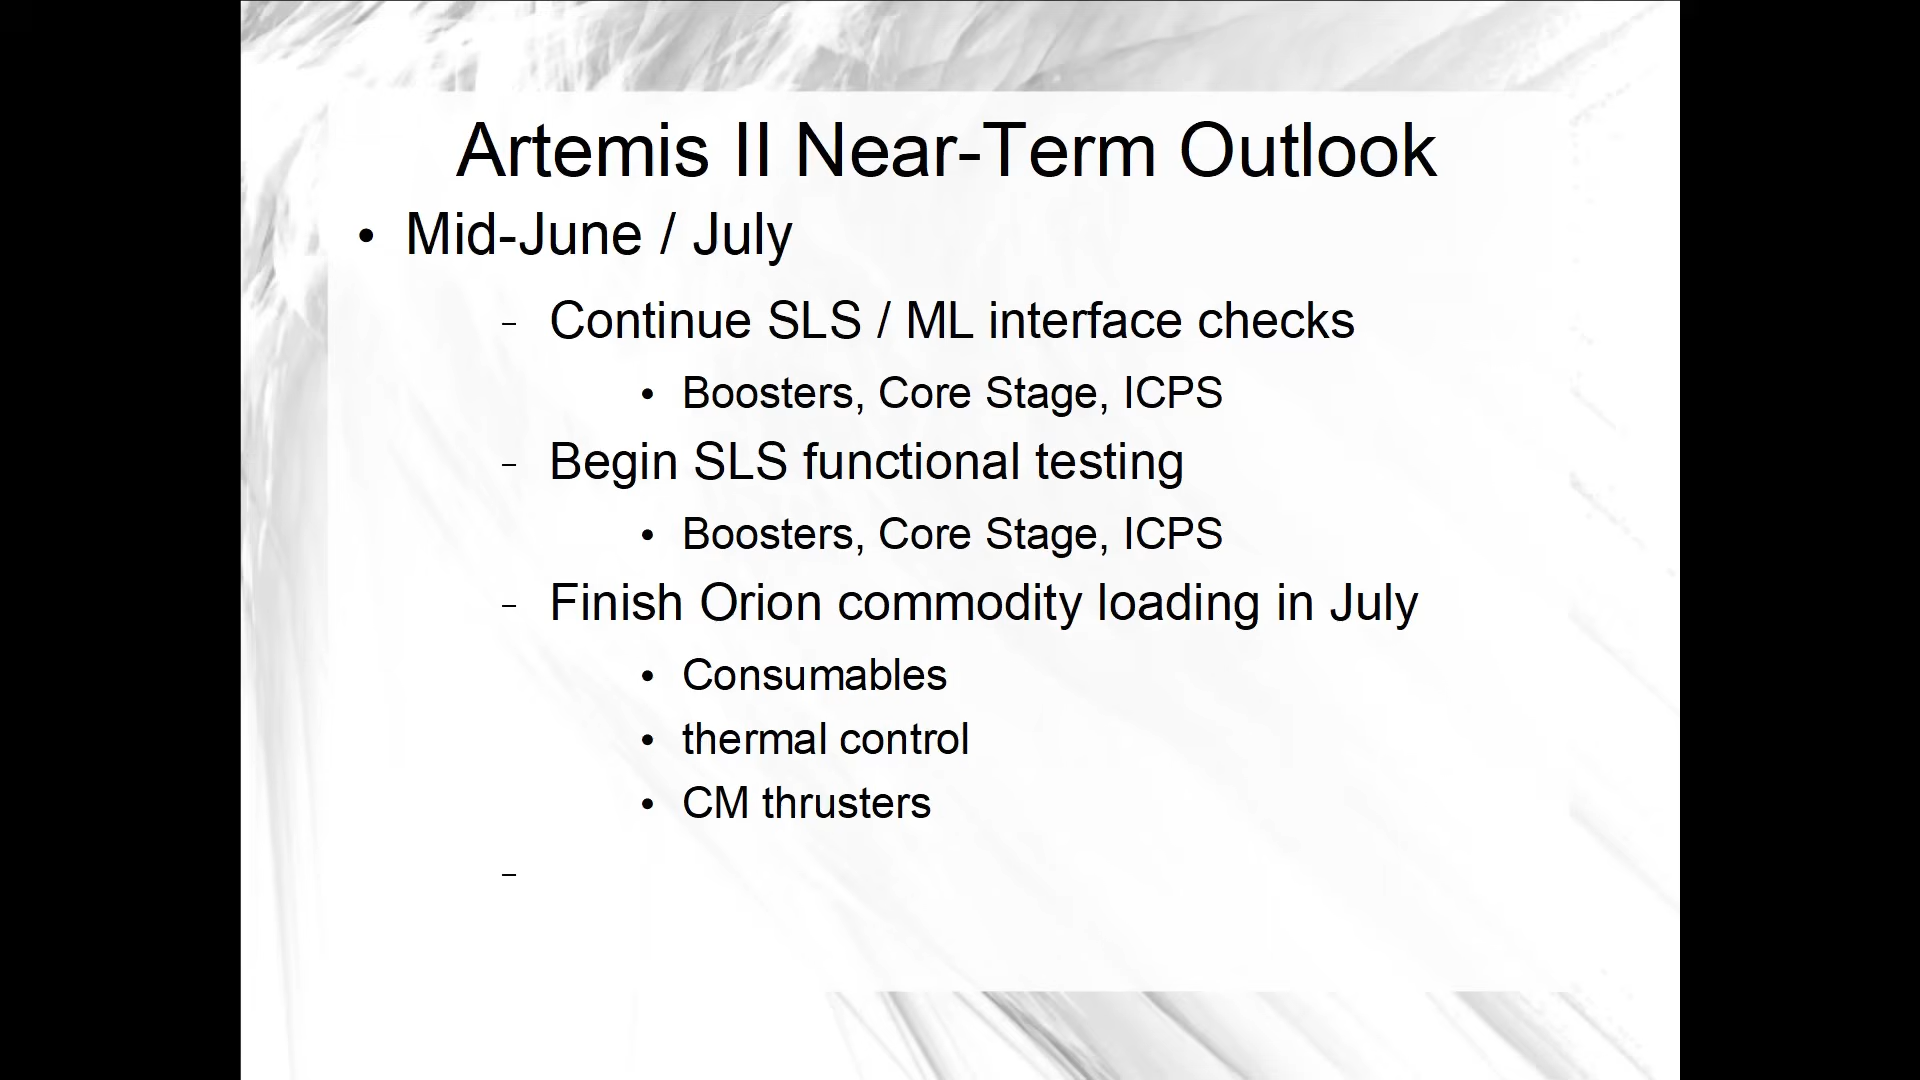 Artemis II Near-Term Outlook
• Mid-June / July
– Continue SLS / ML interface checks
• Boosters, Core Stage, ICPS
– Begin SLS functional testing
• Boosters, Core Stage, ICPS
– Finish Orion commodity loading in July
• Consumables
• thermal control
• CM thrusters
–